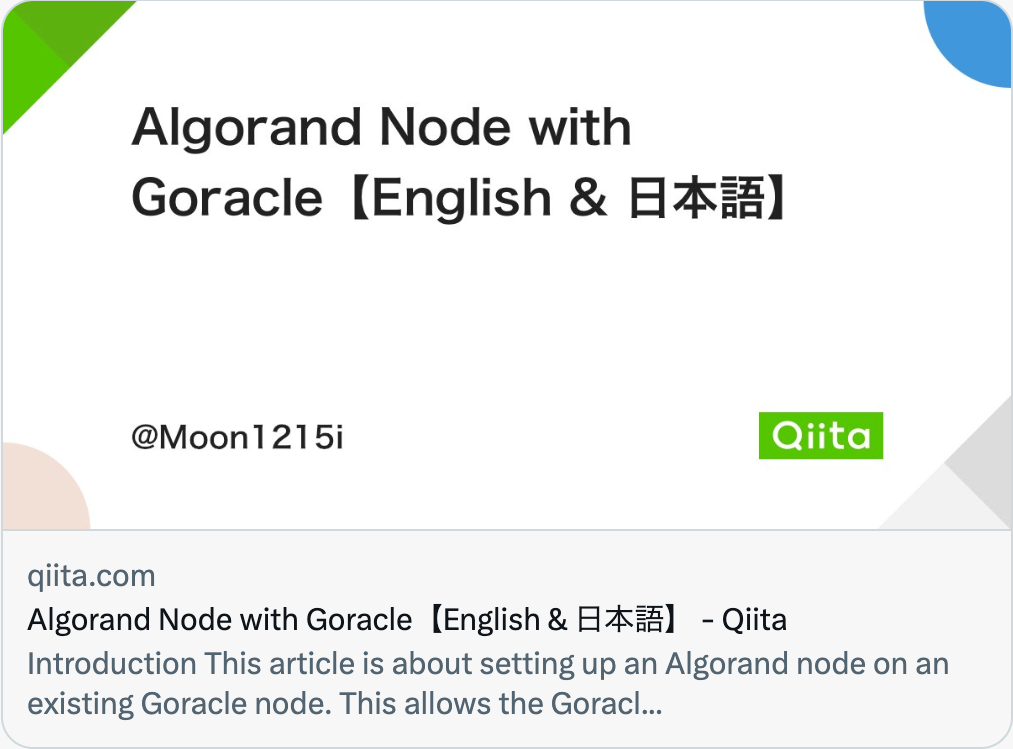 Algorand Node with
Goracle【English & 日本語】
@Moon1215i
Qiita
qiita.com
Algorand Node with Goracle【English & 日本語】 - Qiita
Introduction This article is about setting up an Algorand node on an
existing Goracle node. This allows the Goracl...